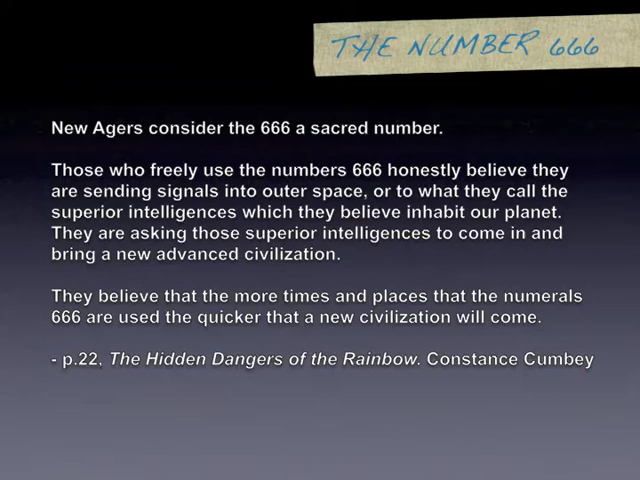 THE NUMBER 666
New Agers consider the 666 a sacred number.
Those who freely use the numbers 666 honestly believe they
are sending signals into outer space, or to what they call the
superior intelligences which they believe inhabit our planet.
They are asking those superior intelligences to come in and
bring a new advanced civilization.
They believe that the more times and places that the numerals
666 are used the quicker that a new civilization will come.
- p.22, The Hidden Dangers of the Rainbow. Constance Cumbey